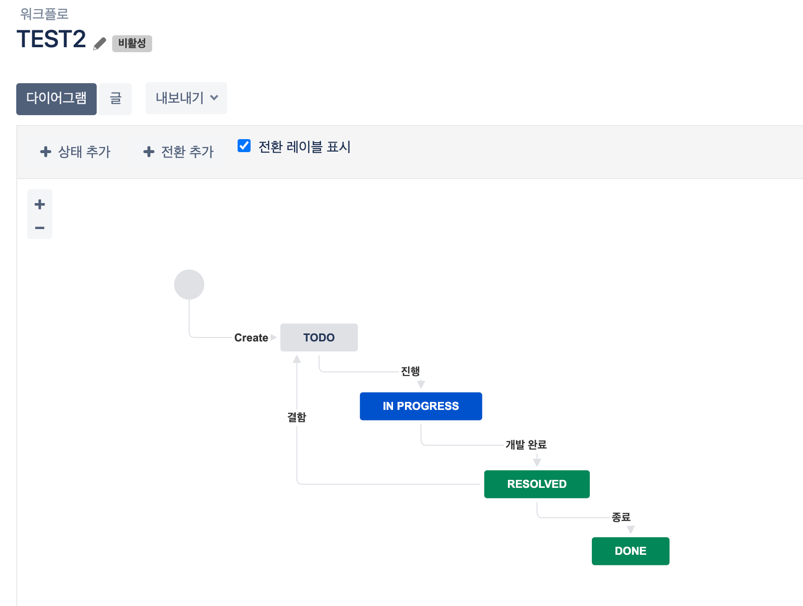 워크플로
TEST2 비활성
다이어그램 글 내보내기
+ 상태 추가 + 전환 추가 전환 레이블 표시
+
−
Create TODO
진행
IN PROGRESS
결함
개발 완료
RESOLVED
종료
DONE